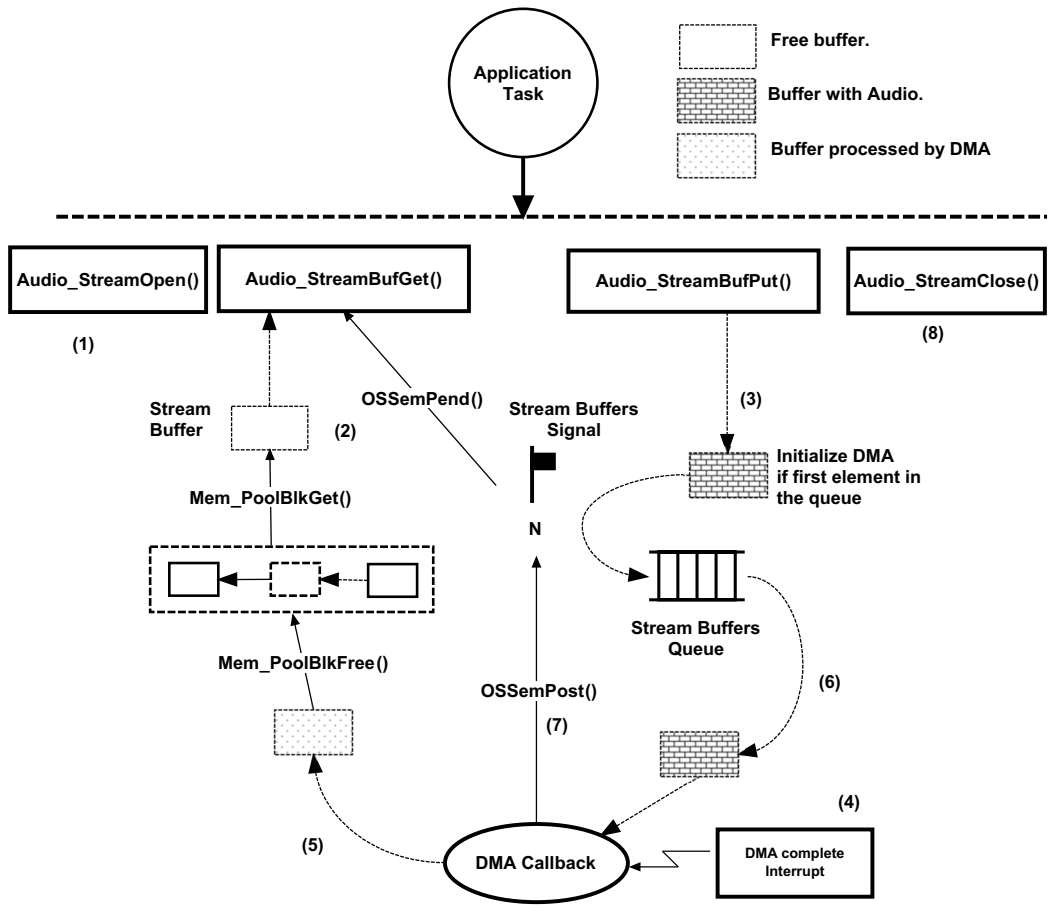 Application
Task
Free buffer.
Buffer with Audio.
Buffer processed by DMA
Audio_StreamOpen()
Audio_StreamBufGet()
Audio_StreamBufPut()
Audio_StreamClose()
(1)
(8)
OSSemPend()
(3)
Stream
Buffer
(2)
Stream Buffers
Signal
Initialize DMA
if first element in
the queue
Mem_PoolBlkGet()
N
Stream Buffers
Queue
Mem_PoolBlkFree()
OSSemPost()
(7)
(6)
(5)
(4)
DMA Callback
DMA complete
Interrupt